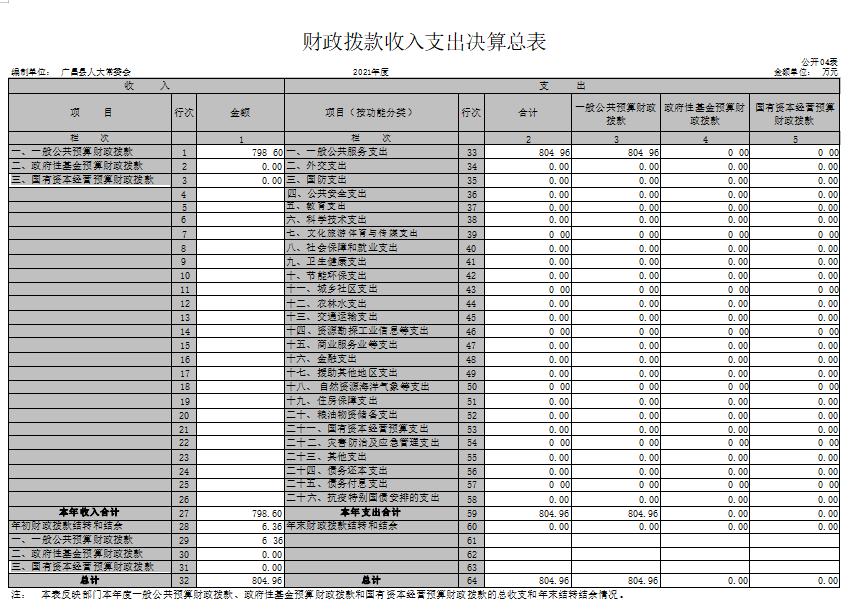 财政拨款收入支出决算总表
公开04表
编制单位： 广昌县人大常委会 2021年度 金额单位： 万元
收 入 支 出
项 目 行次 金额 项目（按功能分类） 行次 合计 一般公共预算财政拨款 政府性基金预算财政拨款 国有资本经营预算财政拨款
栏 次 1 栏 次 2 3 4 5
一、一般公共预算财政拨款 1 798 60 一、一般公共服务支出 33 804 96 804 96 0 00 0 00
二、政府性基金预算财政拨款 2 0.00 二、外交支出 34 0.00 0.00 0.00 0.00
三、国有资本经营预算财政拨款 3 0.00 三、国防支出 35 0.00 0.00 0.00 0.00
4 四、公共安全支出 36 0.00 0.00 0.00 0.00
5 五、教育支出 37 0.00 0.00 0.00 0.00
6 六、科学技术支出 38 0.00 0.00 0.00 0.00
7 七、文化旅游体育与传媒支出 39 0 00 0 00 0 00 0 00
8 八、社会保障和就业支出 40 0.00 0.00 0.00 0.00
9 九、卫生健康支出 41 0.00 0.00 0.00 0.00
10 十、节能环保支出 42 0.00 0.00 0.00 0.00
11 十一、城乡社区支出 43 0.00 0.00 0.00 0.00
12 十二、农林水支出 44 0.00 0.00 0.00 0.00
13 十三、交通运输支出 45 0.00 0.00 0.00 0.00
14 十四、资源勘探工业信息等支出 46 0 00 0 00 0 00 0 00
15 十五、商业服务业等支出 47 0.00 0.00 0.00 0.00
16 十六、金融支出 48 0.00 0.00 0.00 0.00
17 十七、援助其他地区支出 49 0.00 0.00 0.00 0.00
18 十八、自然资源海洋气象等支出 50 0 00 0 00 0 00 0 00
19 十九、住房保障支出 51 0.00 0.00 0.00 0.00
20 二十、粮油物资储备支出 52 0.00 0.00 0.00 0.00
21 二十一、国有资本经营预算支出 53 0.00 0.00 0.00 0.00
22 二十二、灾害防治及应急管理支出 54 0 00 0 00 0 00 0 00
23 二十三、其他支出 55 0.00 0.00 0.00 0.00
24 二十四、债务还本支出 56 0.00 0.00 0.00 0.00
25 二十五、债务付息支出 57 0 00 0 00 0 00 0 00
26 二十六、抗疫特别国债安排的支出 58 0.00 0.00 0.00 0.00
本年收入合计 27 798.60 本年支出合计 59 804.96 804.96 0.00 0.00
年初财政拨款结转和结余 28 6.36 年末财政拨款结转和结余 60 0.00 0.00 0.00 0.00
一、一般公共预算财政拨款 29 6 36 61
二、政府性基金预算财政拨款 30 0.00 62
三、国有资本经营预算财政拨款 31 0.00 63
总计 32 804.96 总计 64 804.96 804.96 0.00 0.00
注： 本表反映部门本年度一般公共预算财政拨款、政府性基金预算财政拨款和国有资本经营预算财政拨款的总收支和年末结转结余情况。